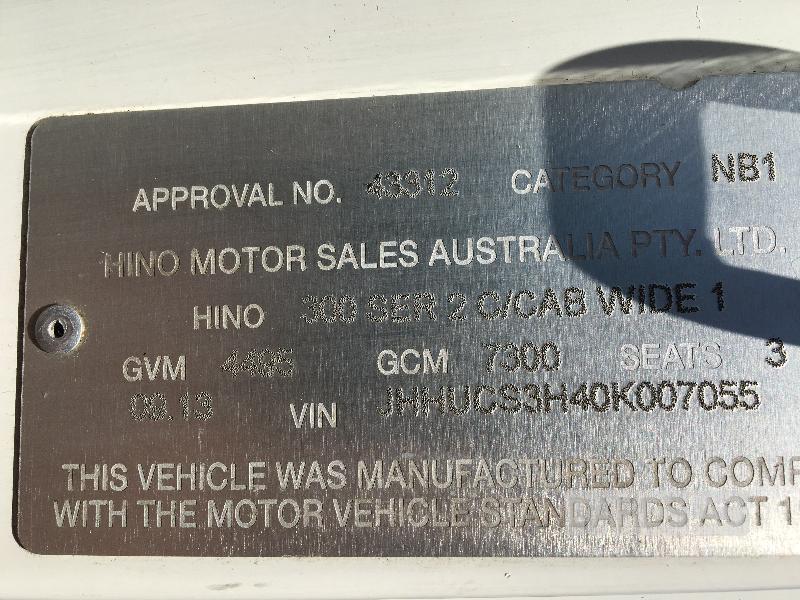 APPROVAL NO. 43312 CATEGORY NB1
HINO MOTOR SALES AUSTRALIA PTY. LTD.
HINO 300 SER 2 C/CAB WIDE 1
GVM 4495 GCM 7300 SEATS 3
09.13 VIN JHHUCS3H40K007055
THIS VEHICLE WAS MANUFACTURED TO
WITH THE MOTOR VEHICLE STANDARDS ACT